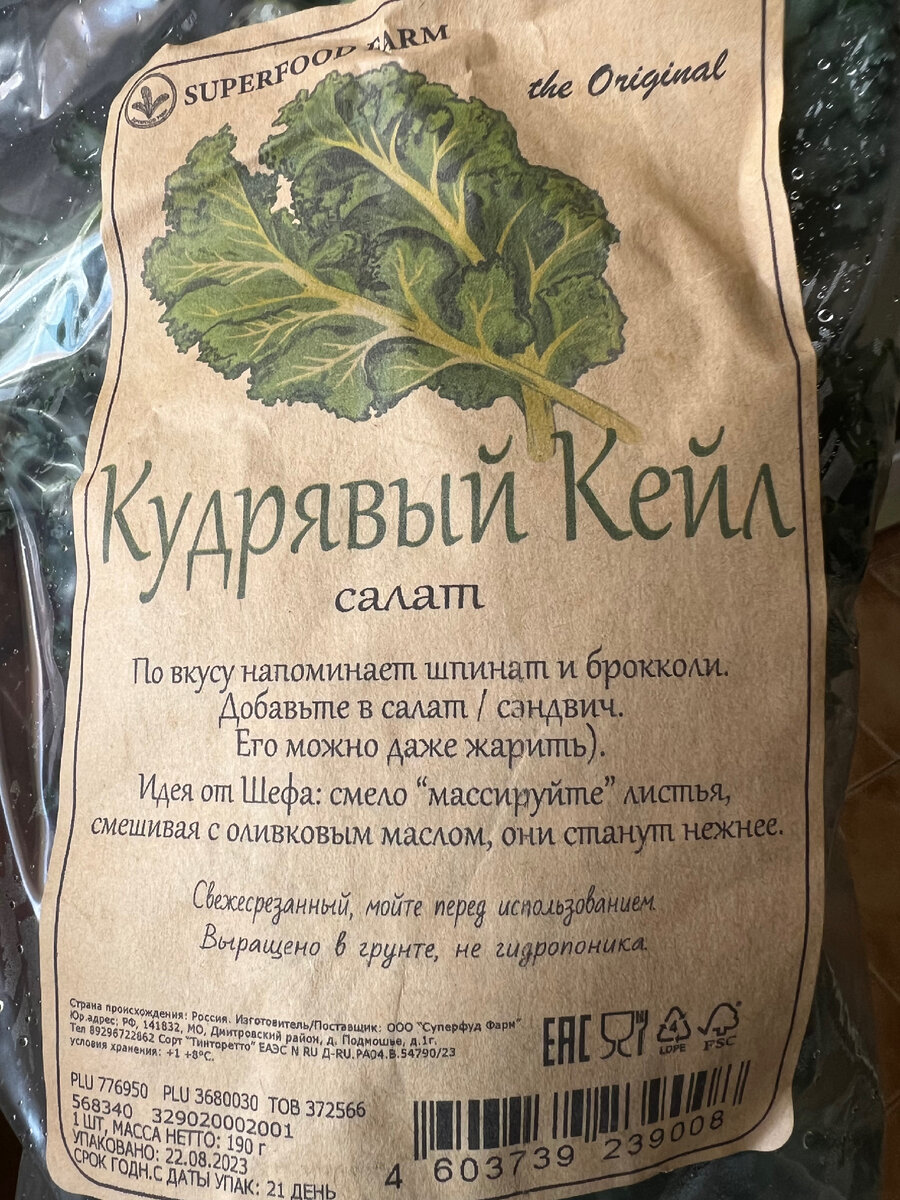 SUPERFOOD FARM
the Original
Кудрявый Кейл
салат
По вкусу напоминает шпинат и брокколи.
Добавьте в салат / сэндвич.
Его можно даже жарить).
Идея от Шефа: смело “массируйте” листья,
смешивая с оливковым маслом, они станут нежнее.
Свежесрезанный, мойте перед использованием.
Выращено в грунте, не гидропоника.
Страна происхождения: Россия. Изготовитель/Поставщик: ООО "Суперфуд Фарм"
Юр.адрес: РФ, 141832, МО, Дмитровский район, д. Подмошье, д.1г.
Тел 89296722862 Сорт "Тинторетто" ЕАЭС N RU Д-RU.РА04.В.54790/23
условия хранения: +1 +8°С.
EAC
4
LDPE
FSC
PLU 776950 PLU 3680030 ТОВ 372566
568340 329020002001
1 ШТ, МАССА НЕТТО: 190 г
УПАКОВАНО: 22.08.2023
СРОК ГОДН.С ДАТЫ УПАК: 21 ДЕНЬ
4 603739 239008